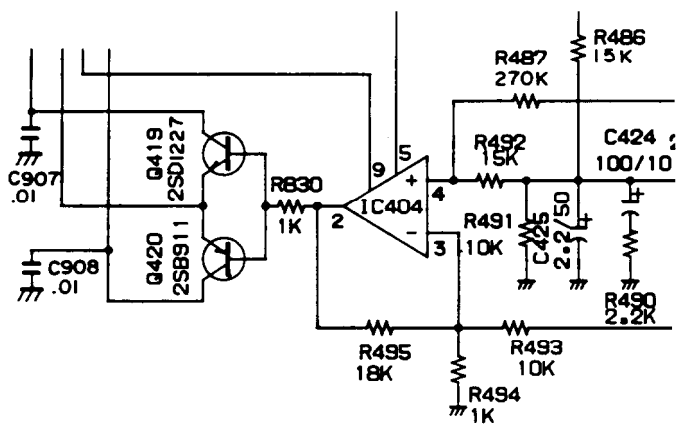 R486
15K
R487
270K
Q419
2SD1227
C907
.01
R492
15K
C424
100/10
5
9
+
IC404
4
R830
1K
2
-
3
R491
10K
C425
2.2/50
+
+
Q420
2SB911
C908
.01
R490
2.2K
R495
18K
R493
10K
R494
1K